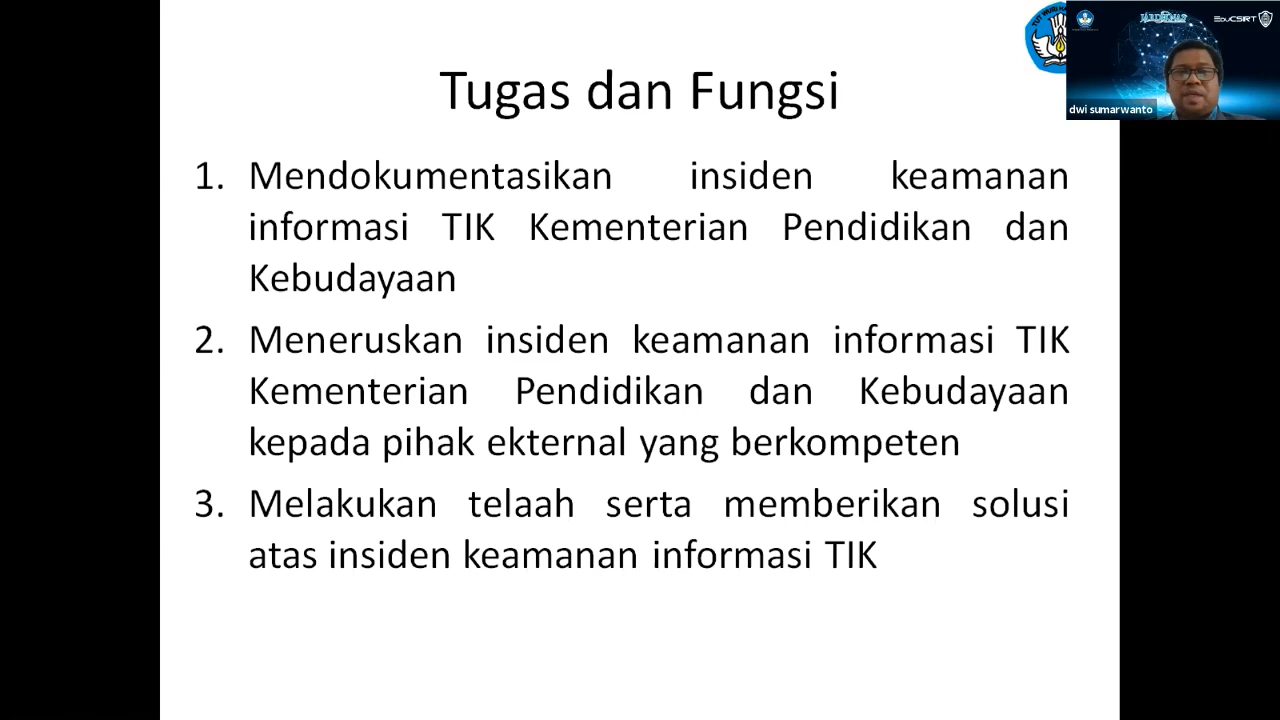 Tugas dan Fungsi
1. Mendokumentasikan insiden keamanan
informasi TIK Kementerian Pendidikan dan
Kebudayaan
2. Meneruskan insiden keamanan informasi TIK
Kementerian Pendidikan dan Kebudayaan
kepada pihak ekternal yang berkompeten
3. Melakukan telaah serta memberikan solusi
atas insiden keamanan informasi TIK
EduCSIRT
dwi sumarwanto